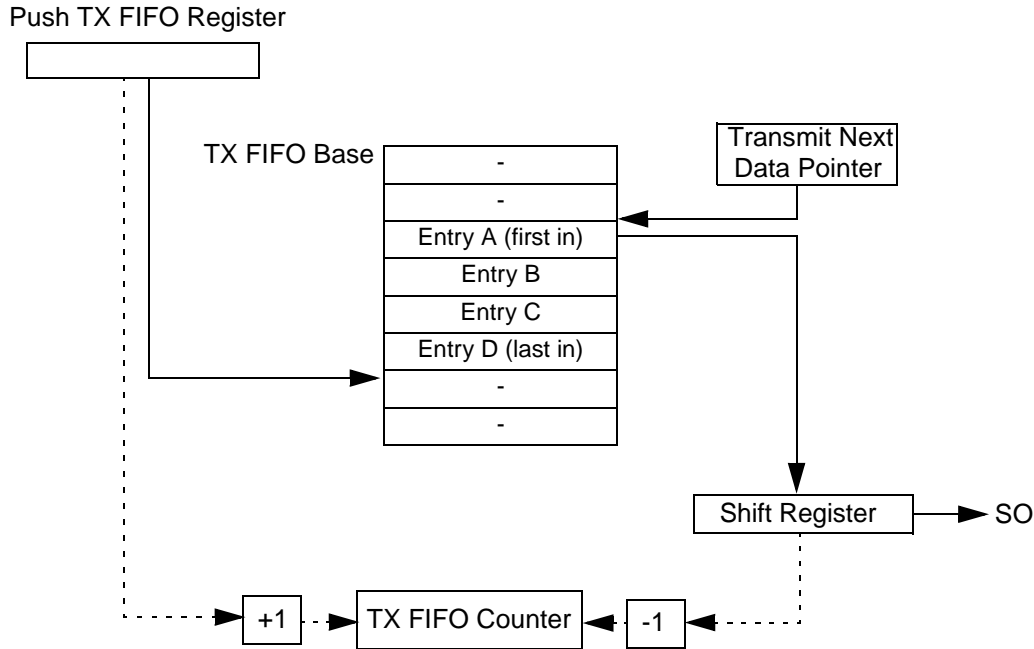 Push TX FIFO Register
TX FIFO Base
-
-
Entry A (first in)
Entry B
Entry C
Entry D (last in)
-
-
Transmit Next
Data Pointer
Shift Register
SO
+1
TX FIFO Counter
-1